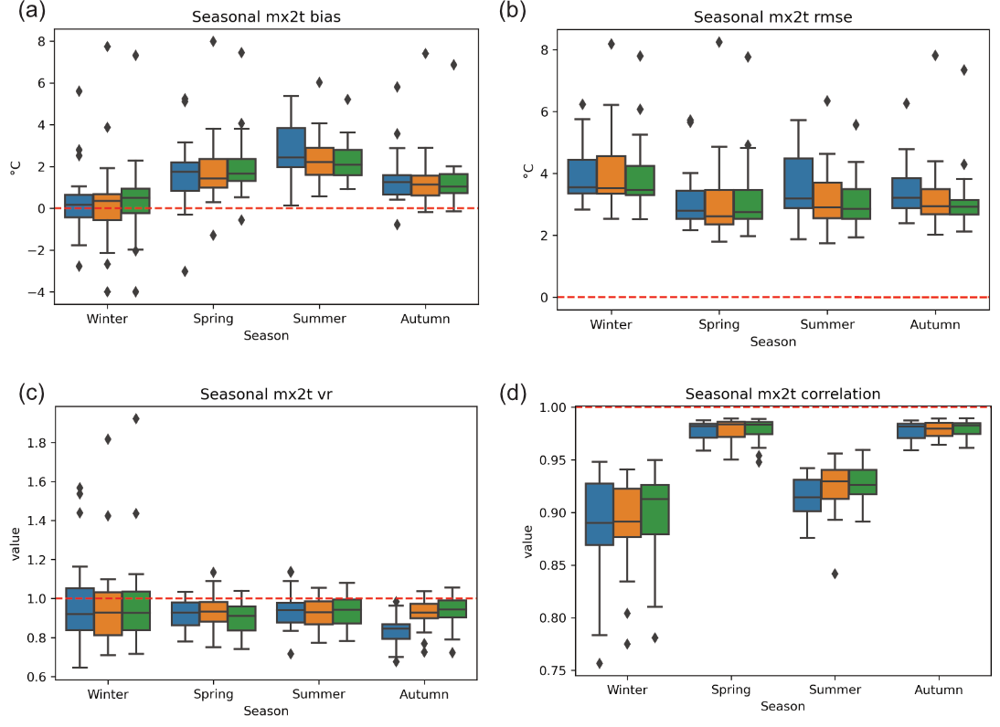 (a)
Seasonal mx2t bias
8
6
4
2
0
−2
−4
°C
Winter
Spring
Summer
Autumn
Season
(b)
Seasonal mx2t rmse
8
6
4
2
0
°C
Winter
Spring
Summer
Autumn
Season
(c)
Seasonal mx2t vr
1.8
1.6
1.4
1.2
1.0
0.8
0.6
value
Winter
Spring
Summer
Autumn
Season
(d)
Seasonal mx2t correlation
1.00
0.95
0.90
0.85
0.80
0.75
value
Winter
Spring
Summer
Autumn
Season